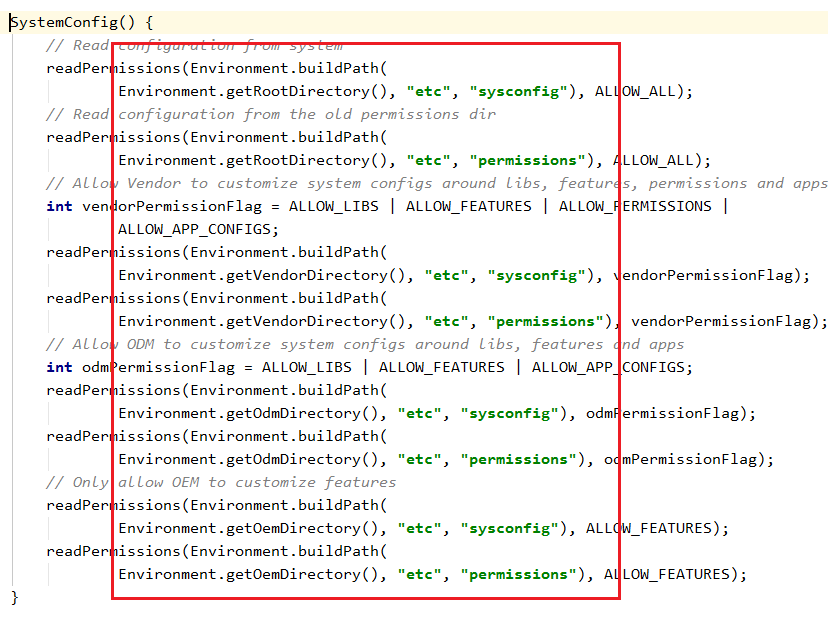 SystemConfig() {
// Read configuration from system
readPermissions(Environment.buildPath(
Environment.getRootDirectory(), "etc", "sysconfig"), ALLOW_ALL);
// Read configuration from the old permissions dir
readPermissions(Environment.buildPath(
Environment.getRootDirectory(), "etc", "permissions"), ALLOW_ALL);
// Allow Vendor to customize system configs around libs, features, permissions and apps
int vendorPermissionFlag = ALLOW_LIBS | ALLOW_FEATURES | ALLOW_PERMISSIONS |
ALLOW_APP_CONFIGS;
readPermissions(Environment.buildPath(
Environment.getVendorDirectory(), "etc", "sysconfig"), vendorPermissionFlag);
readPermissions(Environment.buildPath(
Environment.getVendorDirectory(), "etc", "permissions"), vendorPermissionFlag);
// Allow ODM to customize system configs around libs, features and apps
int odmPermissionFlag = ALLOW_LIBS | ALLOW_FEATURES | ALLOW_APP_CONFIGS;
readPermissions(Environment.buildPath(
Environment.getOdmDirectory(), "etc", "sysconfig"), odmPermissionFlag);
readPermissions(Environment.buildPath(
Environment.getOdmDirectory(), "etc", "permissions"), odmPermissionFlag);
// Only allow OEM to customize features
readPermissions(Environment.buildPath(
Environment.getOemDirectory(), "etc", "sysconfig"), ALLOW_FEATURES);
readPermissions(Environment.buildPath(
Environment.getOemDirectory(), "etc", "permissions"), ALLOW_FEATURES);
}